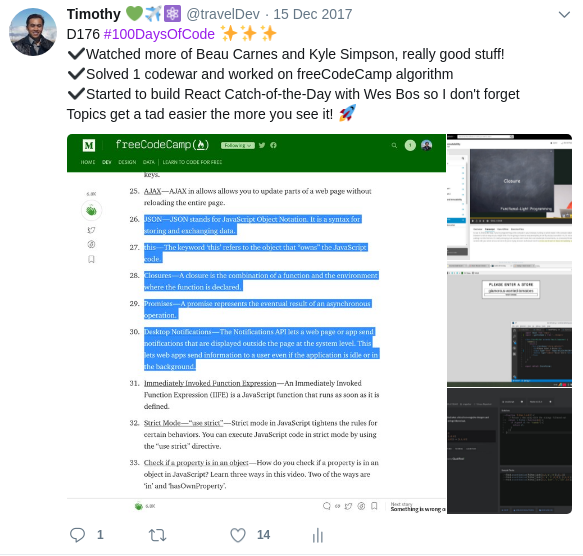 Timothy 💚✈️⚛️ @travelDev · 15 Dec 2017
D176 #100DaysOfCode ✨✨✨
✔Watched more of Beau Carnes and Kyle Simpson, really good stuff!
✔Solved 1 codewar and worked on freeCodeCamp algorithm
✔Started to build React Catch-of-the-Day with Wes Bos so I don't forget
Topics get a tad easier the more you see it! 🚀
M freeCodeCamp(🔥) Following
HOME DEV DESIGN DATA | LEARN TO CODE FOR FREE
keys.
25. AJAX—AJAX in allows allows you to update parts of a web page without
reloading the entire page.
26. JSON—JSON stands for JavaScript Object Notation. It is a syntax for
storing and exchanging data.
27. this—The keyword 'this' refers to the object that "owns" the JavaScript
code.
28. Closures—A closure is the combination of a function and the environment
where the function is declared.
29. Promises—A promise represents the eventual result of an asynchronous
operation.
30. Desktop Notifications—The Notifications API lets a web page or app send
notifications that are displayed outside the page at the system level. This
lets web apps send information to a user even if the application is idle or in
the background.
31. Immediately Invoked Function Expression—An Immediately Invoked
Function Expression (IIFE) is a JavaScript function that runs as soon as it is
defined.
32. Strict Mode—"use strict"—Strict mode in JavaScript tightens the rules for
certain behaviors. You can execute JavaScript code in strict mode by using
the "use strict" directive.
33. Check if a property is in an object—How do you check if a property is in an
object in JavaScript? Learn three ways in this video. Two of the ways are
'in' and 'hasOwnProperty'.
6.8K
6.8K
Next story
Something is wrong o
Closure
Functional-Light Programming
PLEASE ENTER A STORE
1
14